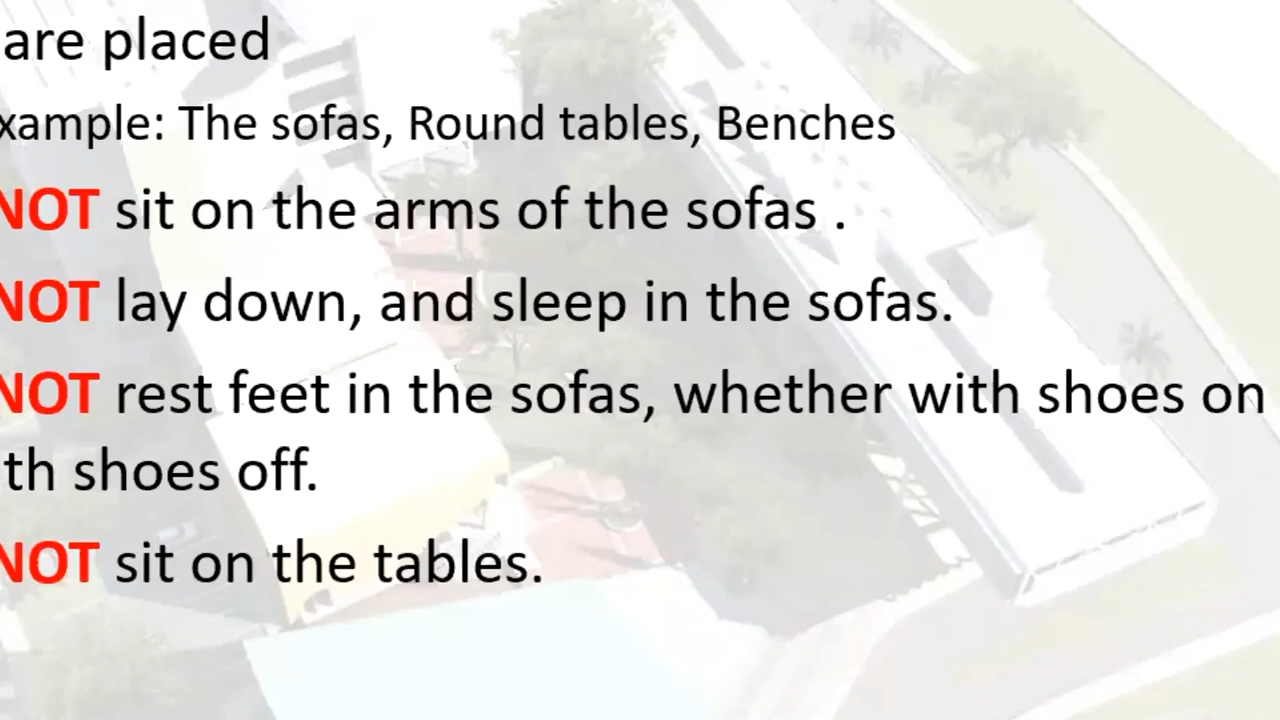 are placed
xample: The sofas, Round tables, Benches
NOT sit on the arms of the sofas .
NOT lay down, and sleep in the sofas.
NOT rest feet in the sofas, whether with shoes on
th shoes off.
NOT sit on the tables.